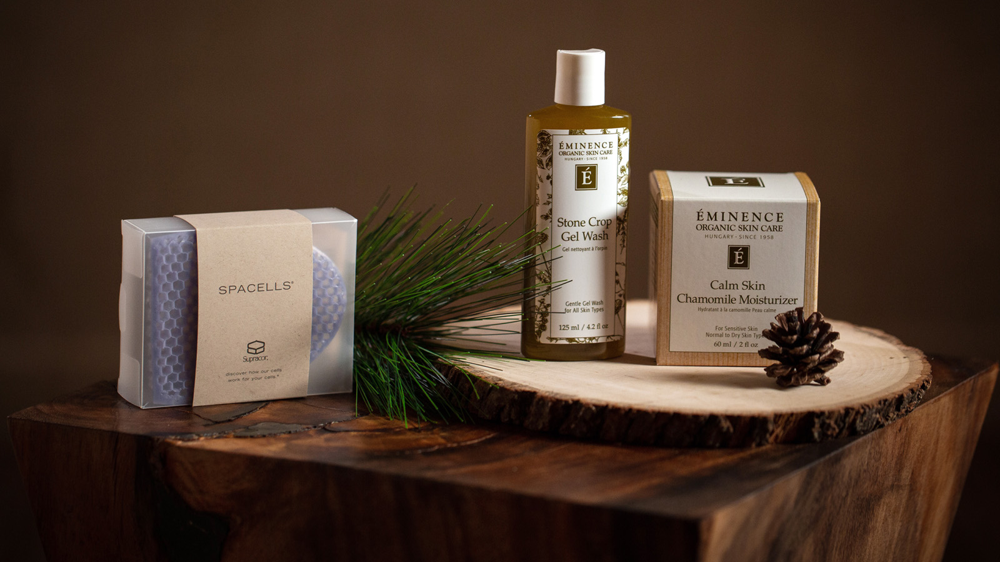 SPACELLS®
Supracor®
discover how our cells
work for your cells.®
ÉMINENCE
ORGANIC SKIN CARE
HUNGARY · SINCE 1958
É
Stone Crop
Gel Wash
Gel nettoyant à l'orpin
Gentle Gel Wash
for All Skin Types
125 ml / 4.2 fl oz
É
ÉMINENCE
ORGANIC SKIN CARE
HUNGARY · SINCE 1958
É
Calm Skin
Chamomile Moisturizer
Hydratant à la camomille Peau calme
For Sensitive Skin
Normal to Dry Skin Type
60 ml / 2 fl oz